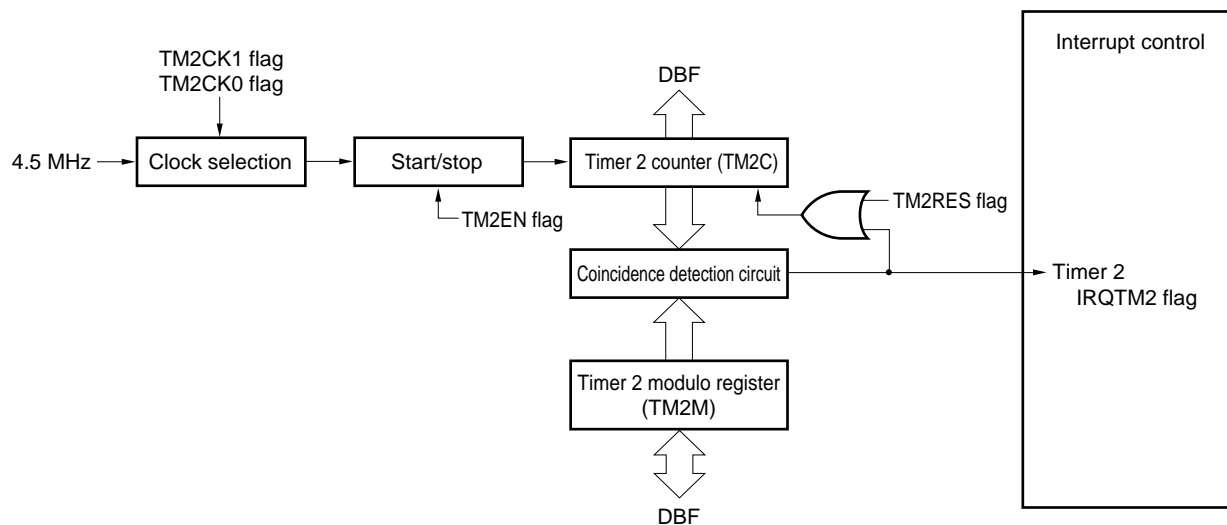 Interrupt control
TM2CK1 flag
TM2CK0 flag
DBF
4.5 MHz
Clock selection
Start/stop
Timer 2 counter (TM2C)
TM2RES flag
TM2EN flag
Coincidence detection circuit
Timer 2
IRQTM2 flag
Timer 2 modulo register
(TM2M)
DBF